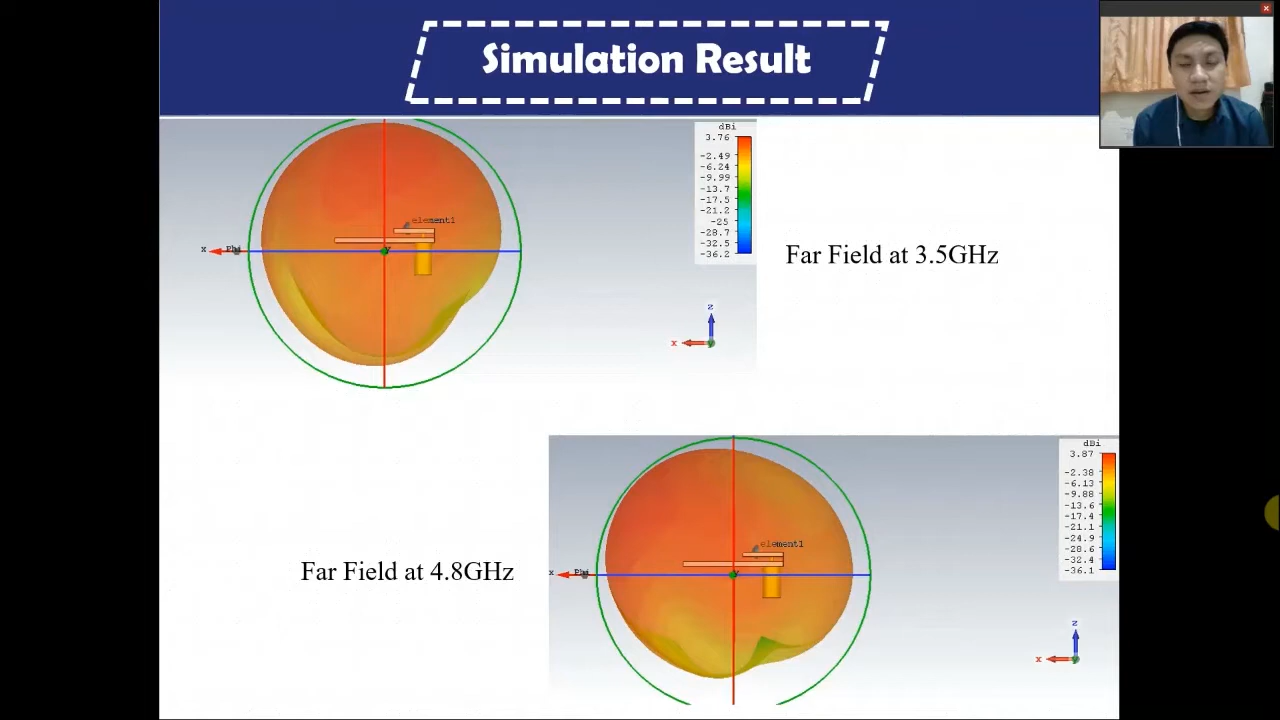 Simulation Result
dBi
3.76
-2.49
-6.24
-9.99
-13.7
-17.5
-21.2
-25
-28.7
-32.5
-36.2
element1
x
Phi
y
z
x
y
Far Field at 3.5GHz
dBi
3.87
-2.38
-6.13
-9.88
-13.6
-17.4
-21.1
-24.9
-28.6
-32.4
-36.1
element1
Far Field at 4.8GHz
x
Phi
y
z
x
y